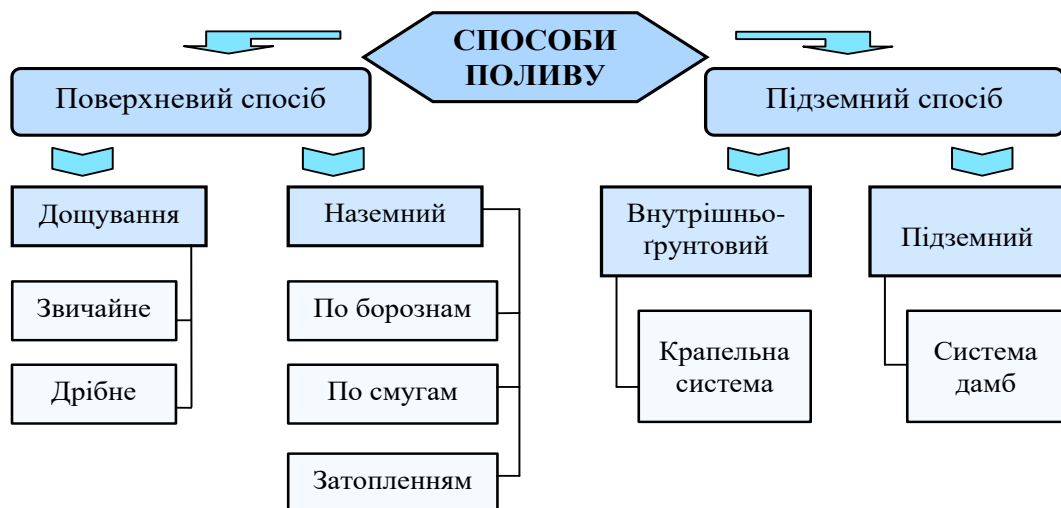 СПОСОБИ
ПОЛИВУ
Поверхневий спосіб
Підземний спосіб
Дощування
Наземний
Внутрішньо-
ґрунтовий
Підземний
Звичайне
По борознам
Крапельна
система
Система
дамб
Дрібне
По смугам
Затопленням